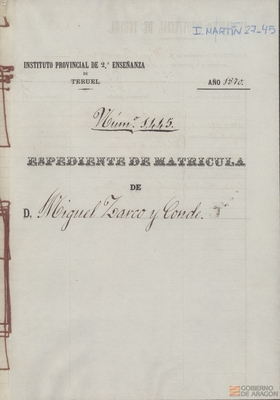 I. MARTÍN 27-45
INSTITUTO PROVINCIAL DE 2.ª ENSEÑANZA
DE
TERUEL.
AÑO 1870.
Núm.º 1445.
ESPEDIENTE DE MATRICULA
DE
D. Miguel Zarco y Conde.
GOBIERNO
DE ARAGON